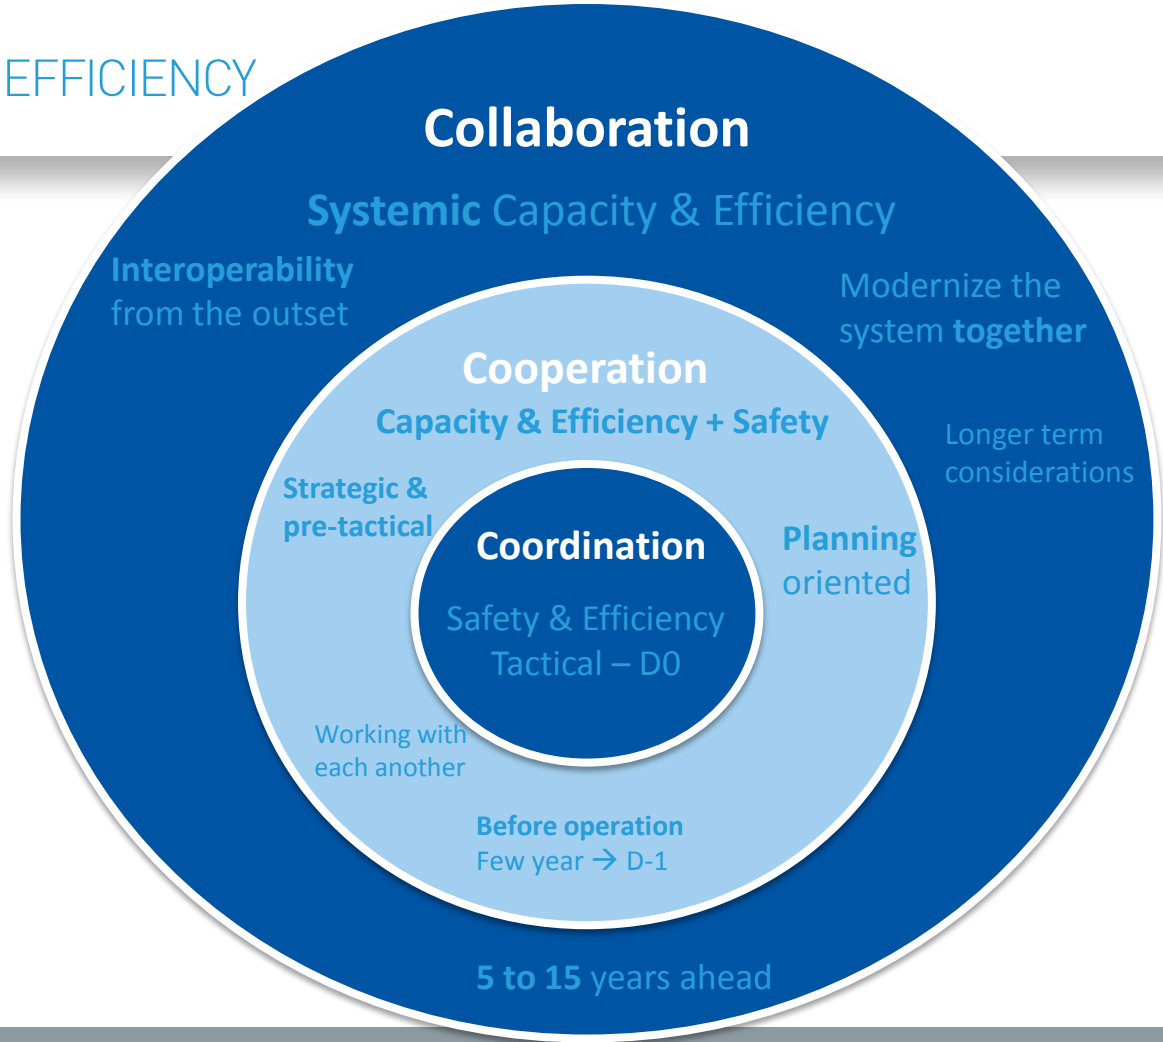 EFFICIENCY
Collaboration
Systemic Capacity & Efficiency
Interoperability
from the outset
Modernize the
system together
Cooperation
Capacity & Efficiency + Safety
Longer term
considerations
Strategic &
pre-tactical
Planning
oriented
Coordination
Safety & Efficiency
Tactical – D0
Working with
each another
Before operation
Few year → D-1
5 to 15 years ahead